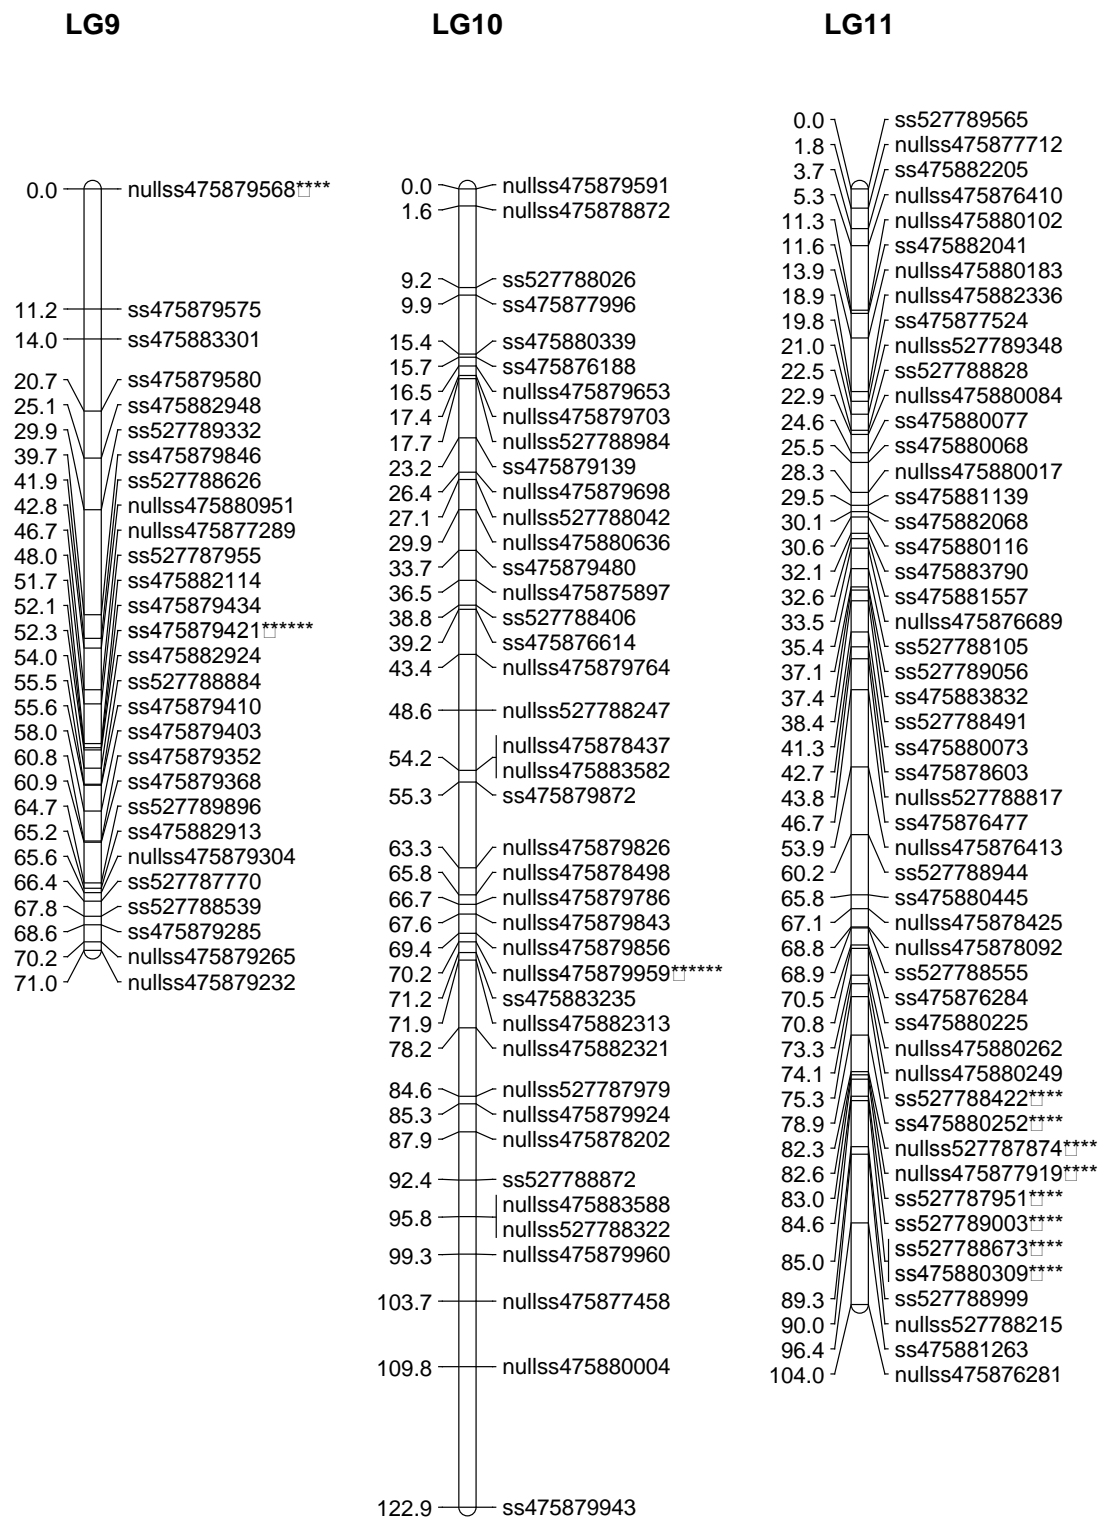 LG9
0.0 nullss475879568****
11.2 ss475879575
14.0 ss475883301
20.7 ss475879580
25.1 ss475882948
29.9 ss527789332
39.7 ss475879846
41.9 ss527788626
42.8 nullss475880951
46.7 nullss475877289
48.0 ss527787955
51.7 ss475882114
52.1 ss475879434
52.3 ss475879421******
54.0 ss475882924
55.5 ss527788884
55.6 ss475879410
58.0 ss475879403
60.8 ss475879352
60.9 ss475879368
64.7 ss527789896
65.2 ss475882913
65.6 nullss475879304
66.4 ss527787770
67.8 ss527788539
68.6 ss475879285
70.2 nullss475879265
71.0 nullss475879232
LG10
0.0 nullss475879591
1.6 nullss475878872
9.2 ss527788026
9.9 ss475877996
15.4 ss475880339
15.7 ss475876188
16.5 nullss475879653
17.4 nullss475879703
17.7 nullss527788984
23.2 ss475879139
26.4 nullss475879698
27.1 nullss527788042
29.9 nullss475880636
33.7 ss475879480
36.5 nullss475875897
38.8 ss527788406
39.2 ss475876614
43.4 nullss475879764
48.6 nullss527788247
54.2 nullss475878437
nullss475883582
55.3 ss475879872
63.3 nullss475879826
65.8 nullss475878498
66.7 nullss475879786
67.6 nullss475879843
69.4 nullss475879856
70.2 nullss475879959******
71.2 ss475883235
71.9 nullss475882313
78.2 nullss475882321
84.6 nullss527787979
85.3 nullss475879924
87.9 nullss475878202
92.4 ss527788872
95.8 nullss475883588
nullss527788322
99.3 nullss475879960
103.7 nullss475877458
109.8 nullss475880004
122.9 ss475879943
LG11
0.0 ss527789565
1.8 nullss475877712
3.7 ss475882205
5.3 nullss475876410
11.3 nullss475880102
11.6 ss475882041
13.9 nullss475880183
18.9 nullss475882336
19.8 ss475877524
21.0 nullss527789348
22.5 ss527788828
22.9 nullss475880084
24.6 ss475880077
25.5 ss475880068
28.3 nullss475880017
29.5 ss475881139
30.1 ss475882068
30.6 ss475880116
32.1 ss475883790
32.6 ss475881557
33.5 nullss475876689
35.4 ss527788105
37.1 ss527789056
37.4 ss475883832
38.4 ss527788491
41.3 ss475880073
42.7 ss475878603
43.8 nullss527788817
46.7 ss475876477
53.9 nullss475876413
60.2 ss527788944
65.8 ss475880445
67.1 nullss475878425
68.8 nullss475878092
68.9 ss527788555
70.5 ss475876284
70.8 ss475880225
73.3 nullss475880262
74.1 nullss475880249
75.3 ss527788422****
78.9 ss475880252****
82.3 nullss527787874****
82.6 nullss475877919****
83.0 ss527787951****
84.6 ss527789003****
85.0 ss527788673****
ss475880309****
89.3 ss527788999
90.0 nullss527788215
96.4 ss475881263
104.0 nullss475876281